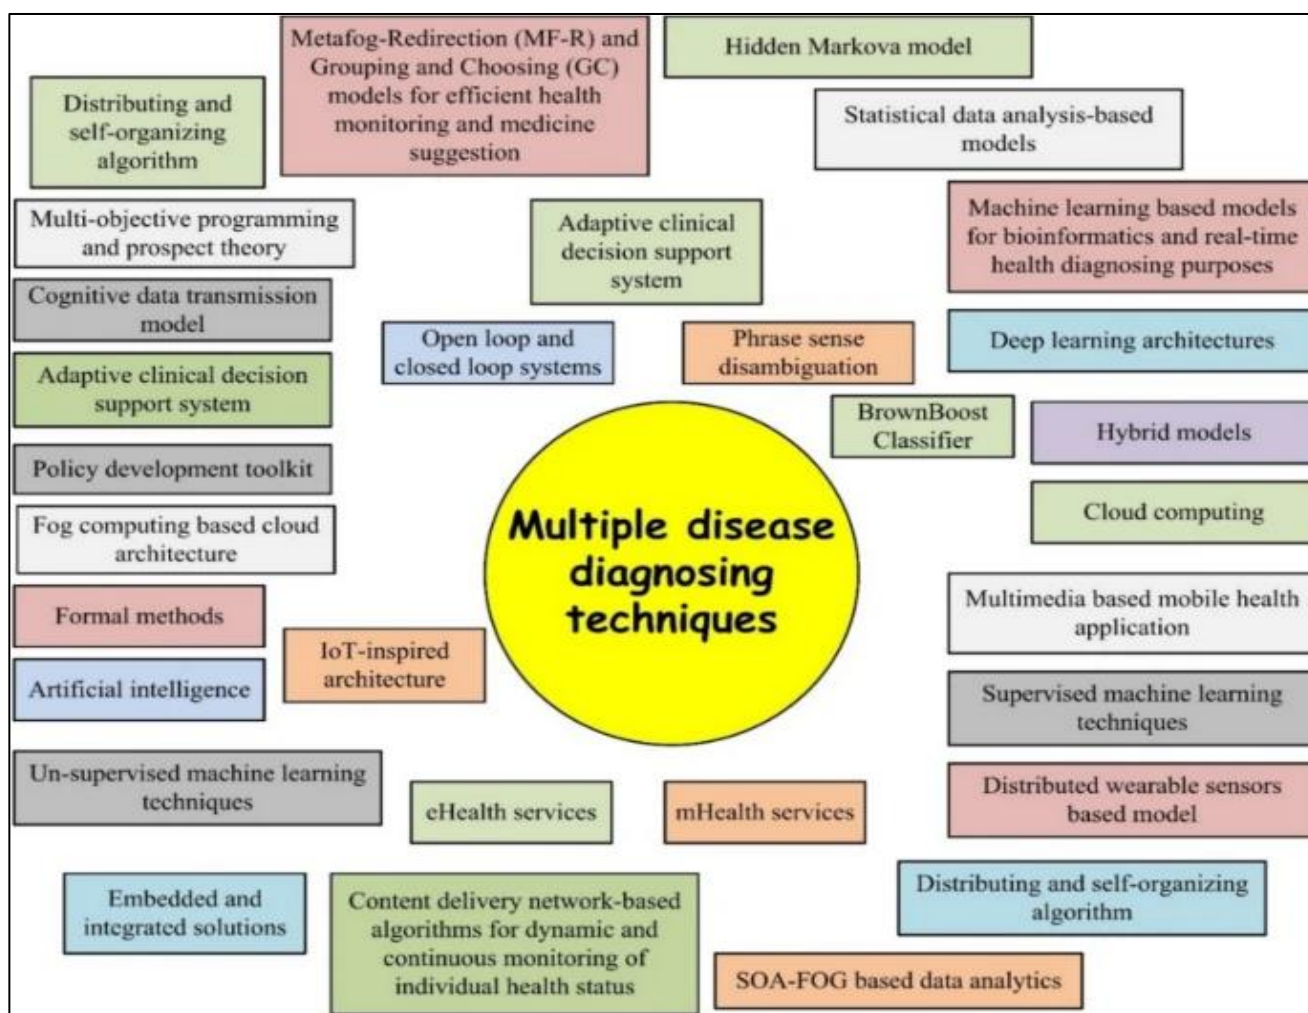 Metafog-Redirection (MF-R) and
Grouping and Choosing (GC)
models for efficient health
monitoring and medicine
suggestion
Hidden Markova model
Distributing and
self-organizing
algorithm
Statistical data analysis-based
models
Multi-objective programming
and prospect theory
Adaptive clinical
decision support
system
Machine learning based models
for bioinformatics and real-time
health diagnosing purposes
Cognitive data transmission
model
Open loop and
closed loop systems
Phrase sense
disambiguation
Deep learning architectures
Adaptive clinical decision
support system
BrownBoost
Classifier
Hybrid models
Policy development toolkit
Cloud computing
Fog computing based cloud
architecture
Multiple disease
diagnosing
techniques
Formal methods
Multimedia based mobile health
application
IoT-inspired
architecture
Artificial intelligence
Supervised machine learning
techniques
Un-supervised machine learning
techniques
eHealth services
mHealth services
Distributed wearable sensors
based model
Embedded and
integrated solutions
Content delivery network-based
algorithms for dynamic and
continuous monitoring of
individual health status
Distributing and self-organizing
algorithm
SOA-FOG based data analytics